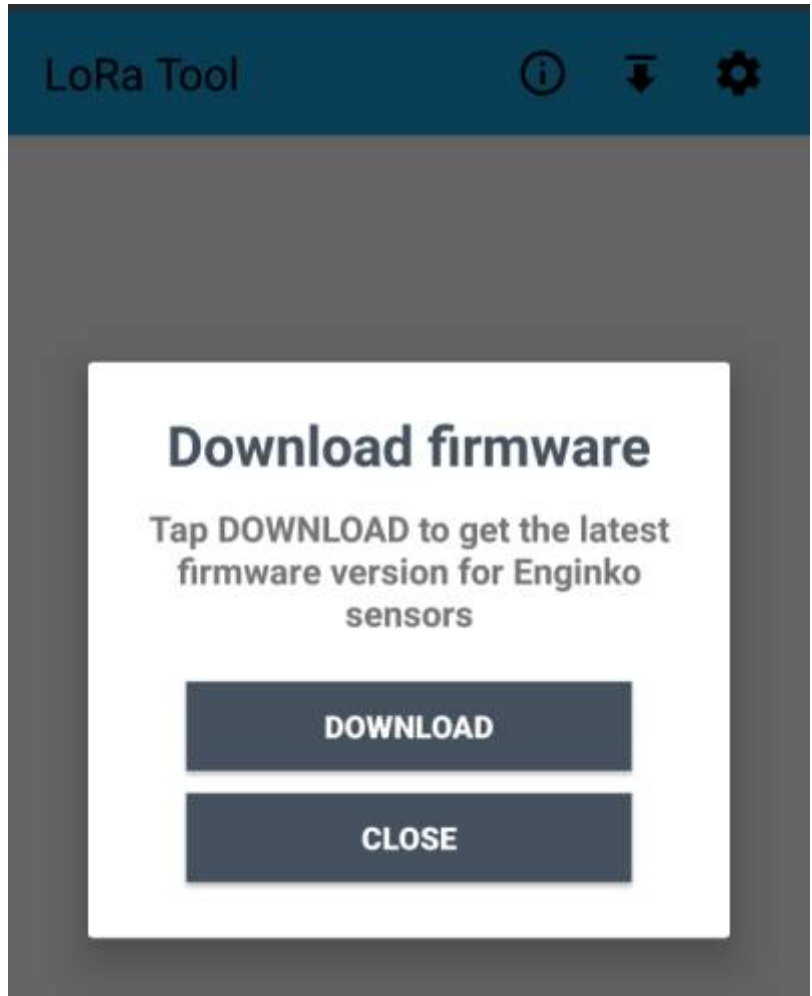 LoRa Tool
Download firmware
Tap DOWNLOAD to get the latest
firmware version for Enginko
sensors
DOWNLOAD
CLOSE